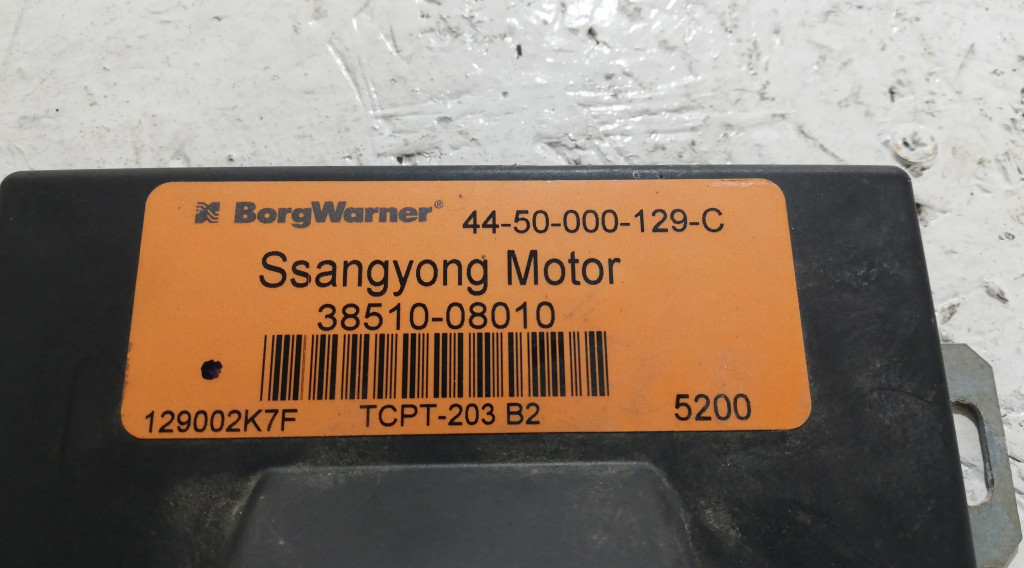 BorgWarner® 44-50-000-129-C
Ssangyong Motor
38510-08010
129002K7F TCPT-203 B2 5200